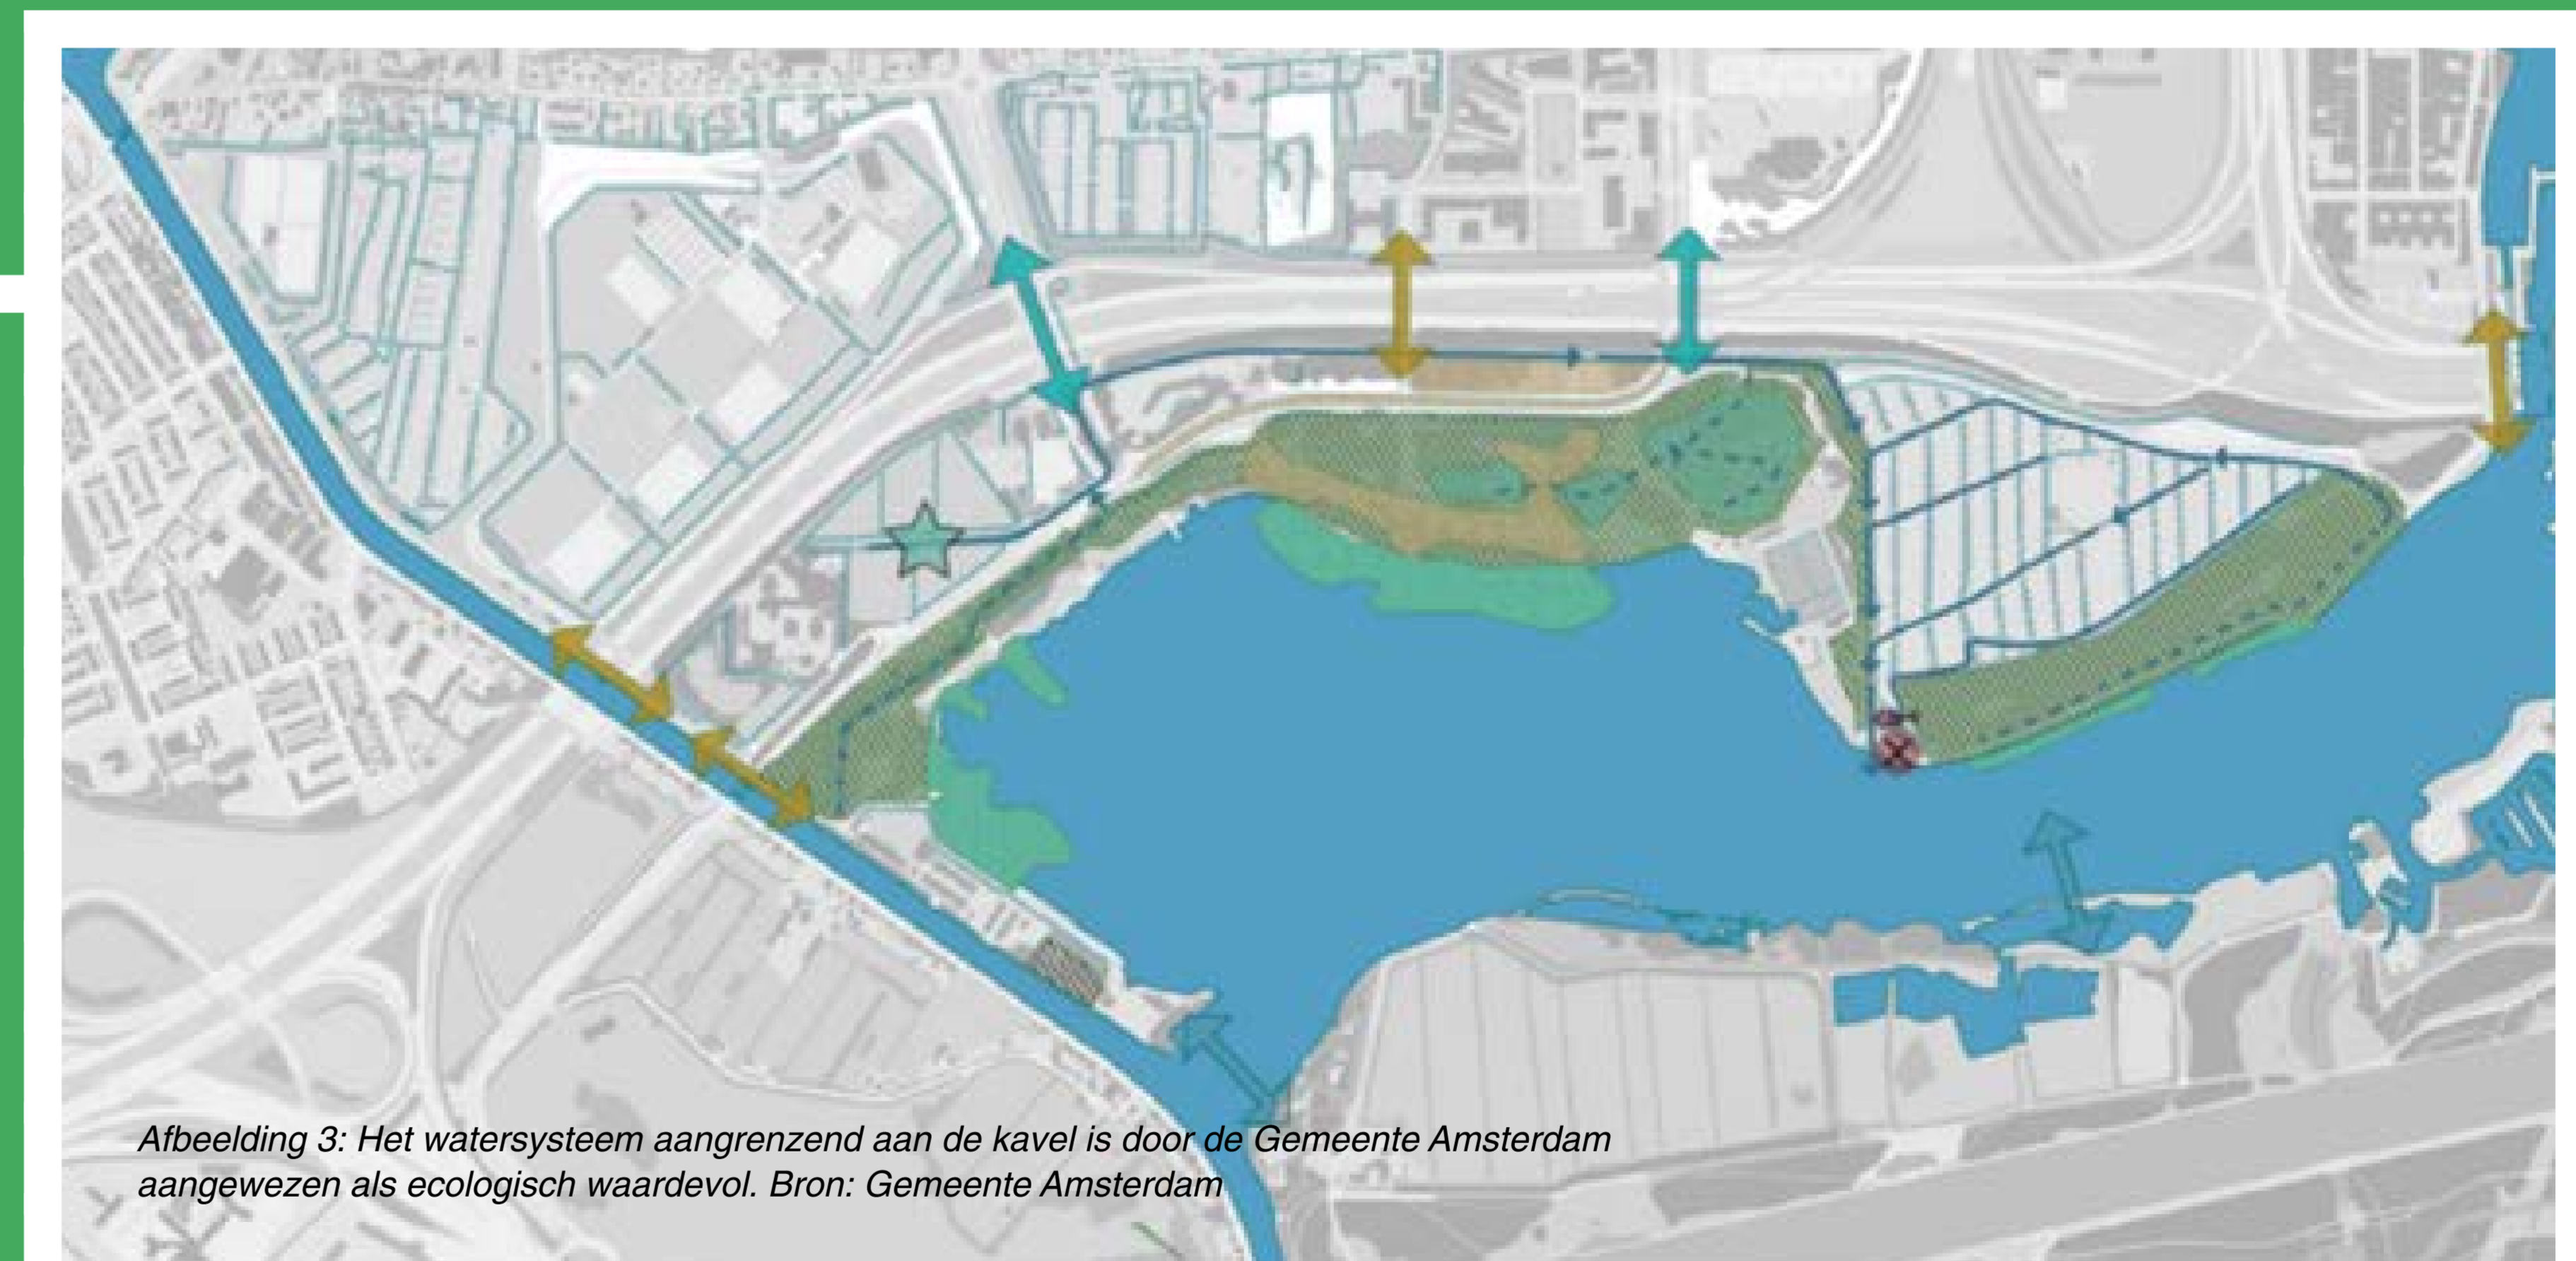 Afbeelding 3: Het watersysteem aangrenzend aan de kavel is door de Gemeente Amsterdam
aangewezen als ecologisch waardevol. Bron: Gemeente Amsterdam